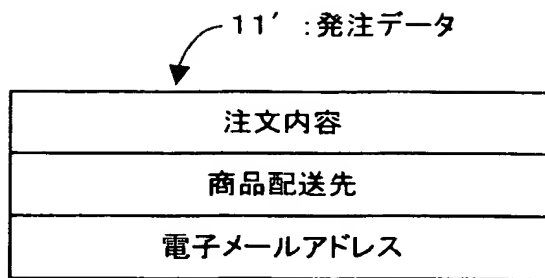 11′:発注データ
注文内容
商品配送先
電子メールアドレス